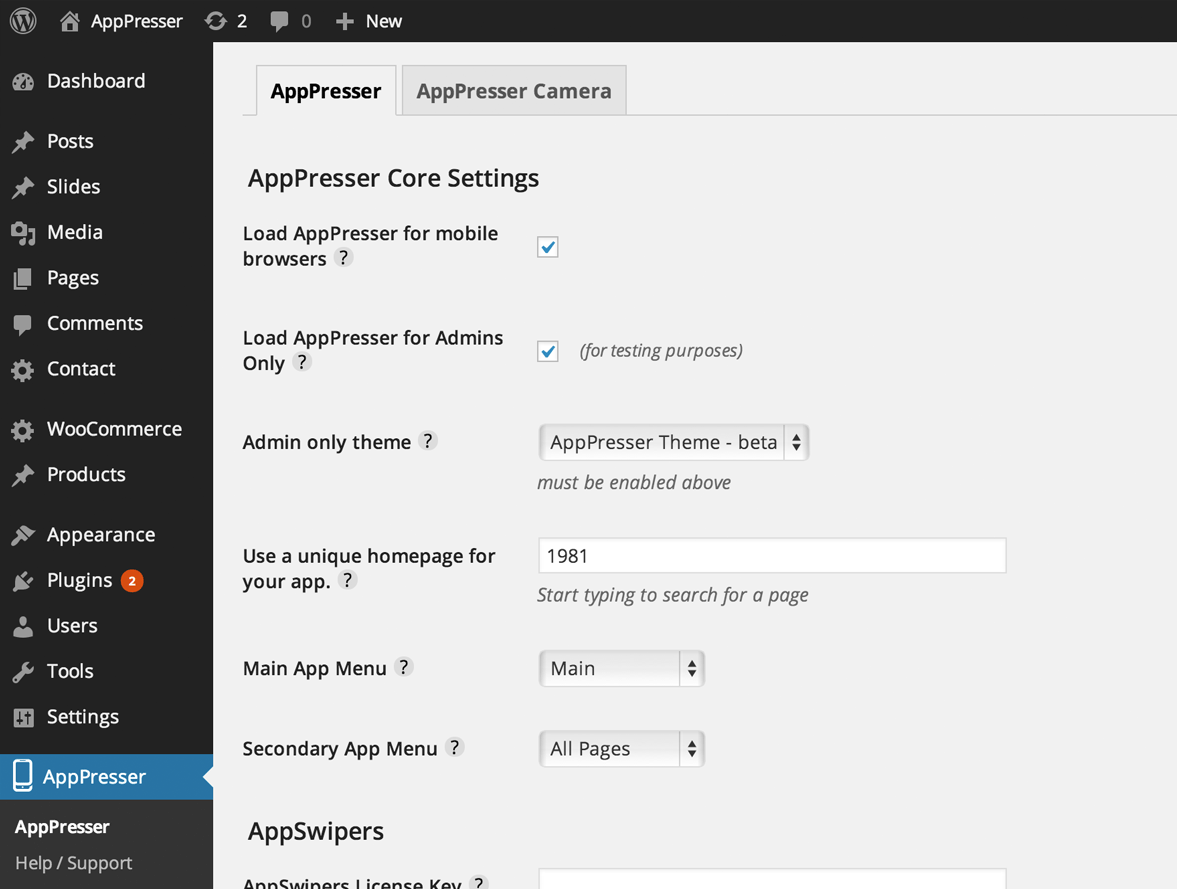 AppPresser 2 0 + New
Dashboard
Posts
Slides
Media
Pages
Comments
Contact
WooCommerce
Products
Appearance
Plugins 2
Users
Tools
Settings
AppPresser
AppPresser
Help / Support
AppPresser AppPresser Camera
AppPresser Core Settings
Load AppPresser for mobile
browsers ?
Load AppPresser for Admins
Only ? (for testing purposes)
Admin only theme ? AppPresser Theme - beta
must be enabled above
Use a unique homepage for
your app. ? 1981
Start typing to search for a page
Main App Menu ? Main
Secondary App Menu ? All Pages
AppSwipers
AppSwipers License Key ?